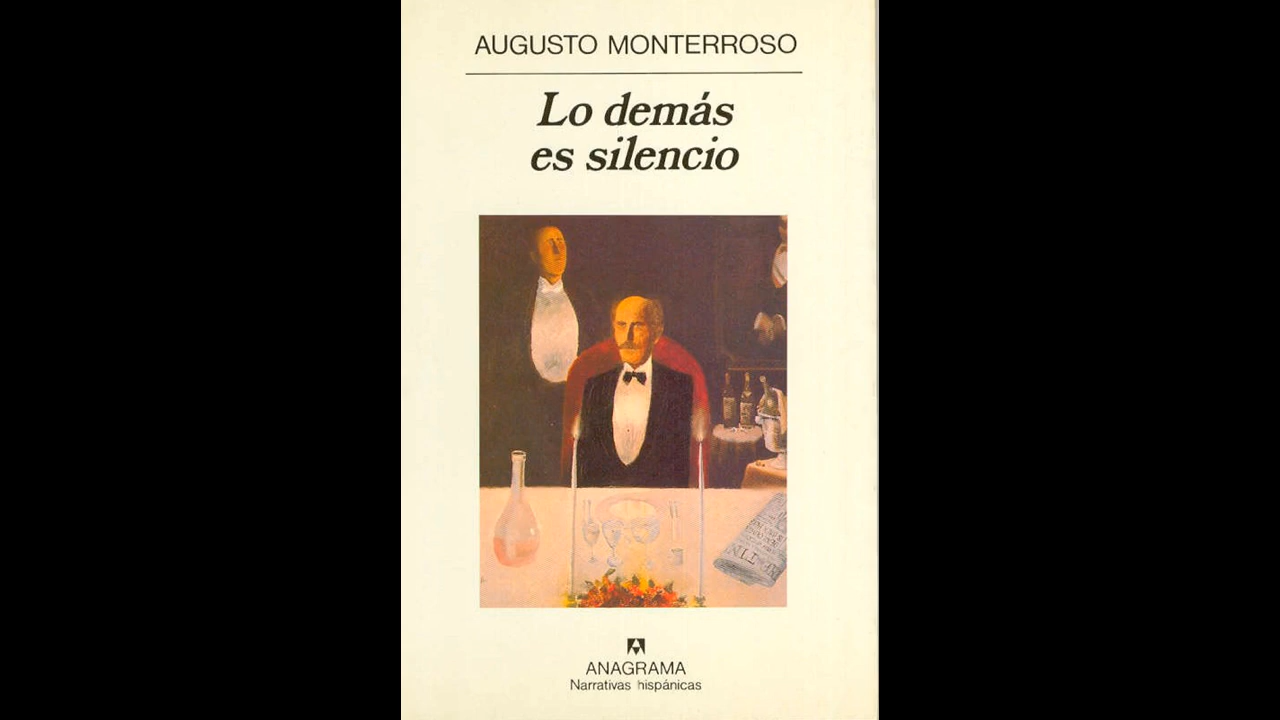 AUGUSTO MONTERROSO
Lo demás
es silencio
ANAGRAMA
Narrativas hispánicas